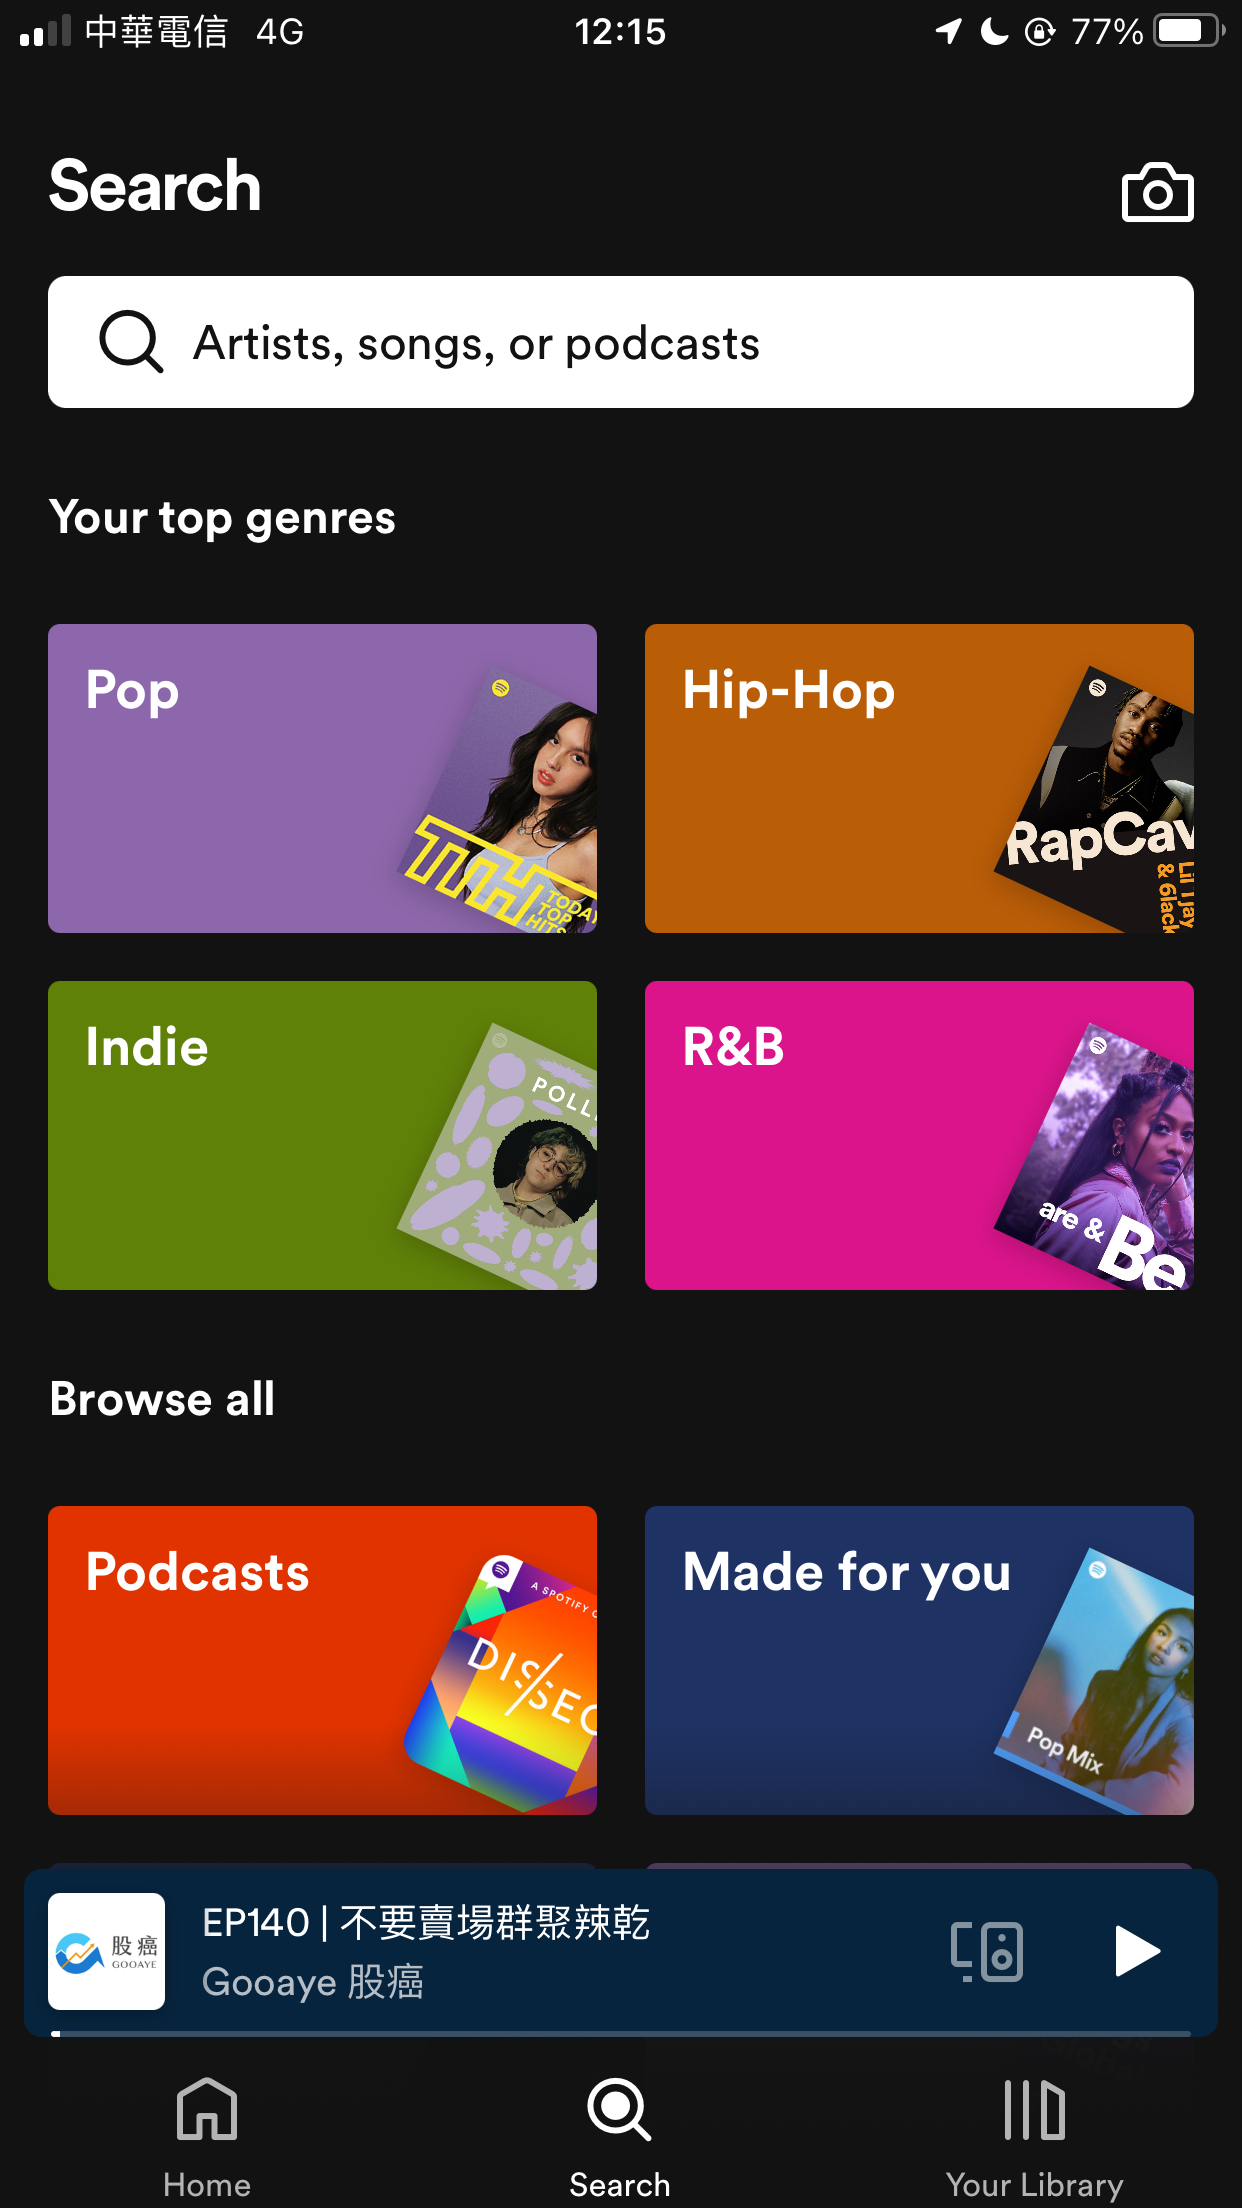 中華電信 4G 12:15 77%
Search
Artists, songs, or podcasts
Your top genres
Pop
TTH
TODAY
TOP
HITS
Hip-Hop
RapCav
Lil Tjay
& 6lack
Indie
POLL
R&B
are & Be
Browse all
Podcasts
A SPOTIFY
DISSEC
Made for you
Pop Mix
股癌
GOOAYE
EP140 | 不要賣場群聚辣乾
Gooaye 股癌
Home
Search
Your Library